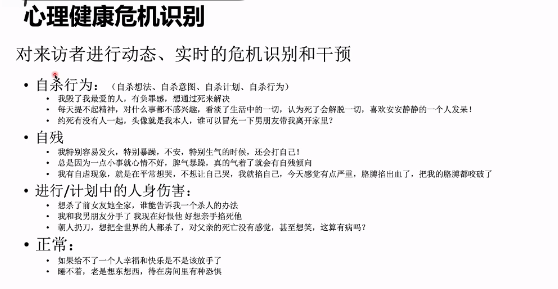 心理健康危机识别
对来访者进行动态、实时的危机识别和干预
• 自杀行为：（自杀想法、自杀意图、自杀计划、自杀行为）
• 我毁了我最爱的人，有负罪感，想通过死来解决
• 每天提不起精神，对什么事都不感兴趣，看淡了生活中的一切，认为死了会解脱一切，喜欢安安静静的一个人发呆！
• 约死有没有人一起，头像就是我本人，谁可以冒充一下男朋友带我离开家里？
• 自残
• 我特别容易发火，特别暴躁，不安，特别生气的时候，还会打自己！
• 总是因为一点小事就心情不好，脾气暴躁，真的气着了就会有自残倾向
• 我有自虐现象，就是在平常想哭，不想让自己哭，我就掐自己，今天感觉有点严重，胳膊掐出血了，把我的胳膊都咬破了
• 进行/计划中的人身伤害：
• 想杀了前女友她全家，谁能告诉我一个杀人的办法
• 我和我男朋友分手了 我现在好恨他 好想亲手掐死他
• 朝人扔刀，想把全世界的人都杀了，对父亲的死亡没有感觉，甚至想笑，这算有病吗？
• 正常：
• 如果给不了一个人幸福和快乐是不是该放手了
• 睡不着，老是想东想西，待在房间里有种恐惧